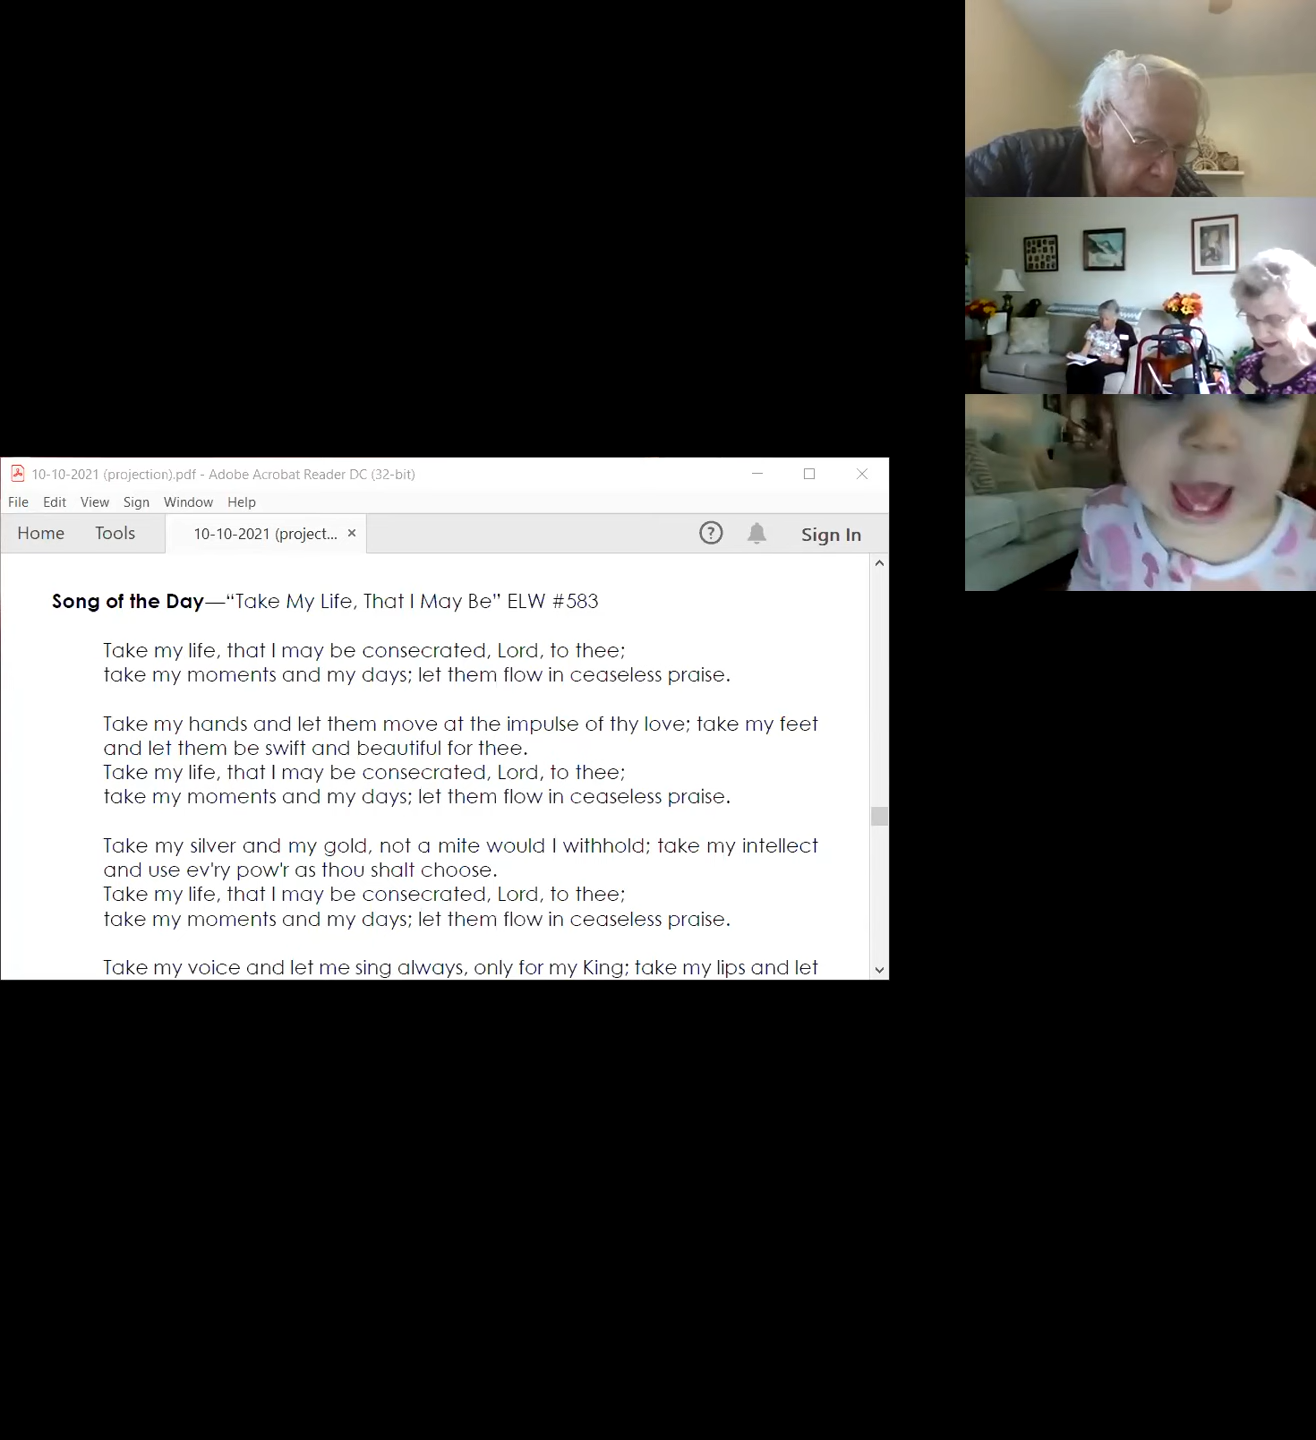 10-10-2021 (projection).pdf - Adobe Acrobat Reader DC (32-bit)
File Edit View Sign Window Help
Home Tools 10-10-2021 (project... × ? Sign In
Song of the Day—“Take My Life, That I May Be” ELW #583
Take my life, that I may be consecrated, Lord, to thee;
take my moments and my days; let them flow in ceaseless praise.
Take my hands and let them move at the impulse of thy love; take my feet
and let them be swift and beautiful for thee.
Take my life, that I may be consecrated, Lord, to thee;
take my moments and my days; let them flow in ceaseless praise.
Take my silver and my gold, not a mite would I withhold; take my intellect
and use ev'ry pow'r as thou shalt choose.
Take my life, that I may be consecrated, Lord, to thee;
take my moments and my days; let them flow in ceaseless praise.
Take my voice and let me sing always, only for my King; take my lips and let